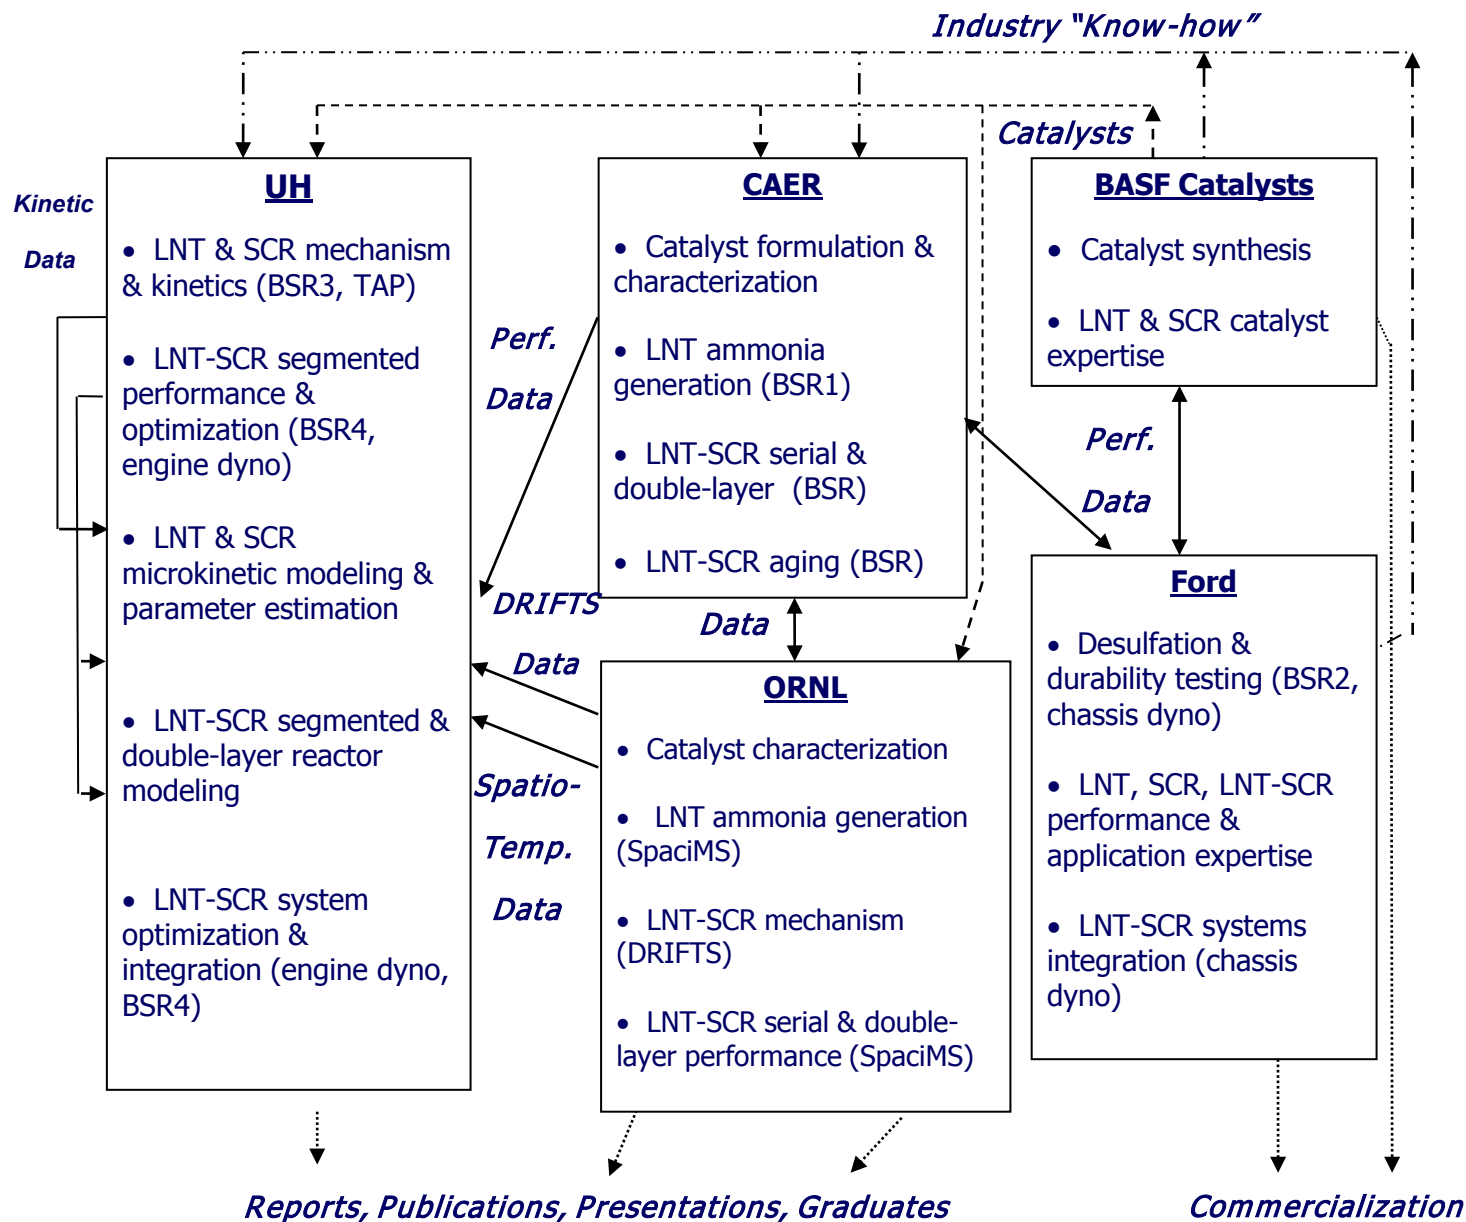 Industry “Know-how”
Catalysts
Kinetic
Data
UH
• LNT & SCR mechanism
& kinetics (BSR3, TAP)
• LNT-SCR segmented
performance &
optimization (BSR4,
engine dyno)
• LNT & SCR
microkinetic modeling &
parameter estimation
• LNT-SCR segmented &
double-layer reactor
modeling
• LNT-SCR system
optimization &
integration (engine dyno,
BSR4)
Perf.
Data
DRIFTS
Data
Spatio-
Temp.
Data
CAER
• Catalyst formulation &
characterization
• LNT ammonia
generation (BSR1)
• LNT-SCR serial &
double-layer (BSR)
• LNT-SCR aging (BSR)
Data
ORNL
• Catalyst characterization
• LNT ammonia generation
(SpaciMS)
• LNT-SCR mechanism
(DRIFTS)
• LNT-SCR serial & double-
layer performance (SpaciMS)
BASF Catalysts
• Catalyst synthesis
• LNT & SCR catalyst
expertise
Perf.
Data
Ford
• Desulfation &
durability testing (BSR2,
chassis dyno)
• LNT, SCR, LNT-SCR
performance &
application expertise
• LNT-SCR systems
integration (chassis
dyno)
Reports, Publications, Presentations, Graduates
Commercialization